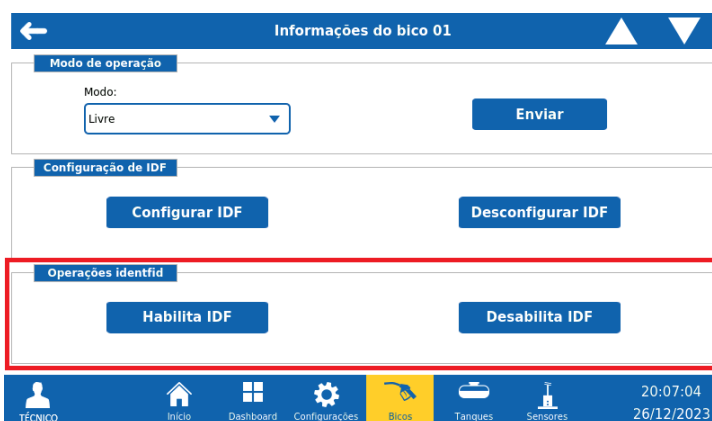 Informações do bico 01
Modo de operação
Modo:
Livre
Enviar
Configuração de IDF
Configurar IDF
Desconfigurar IDF
Operações identfid
Habilita IDF
Desabilita IDF
TÉCNICO
Início
Dashboard
Configurações
Bicos
Tanques
Sensores
20:07:04
26/12/2023